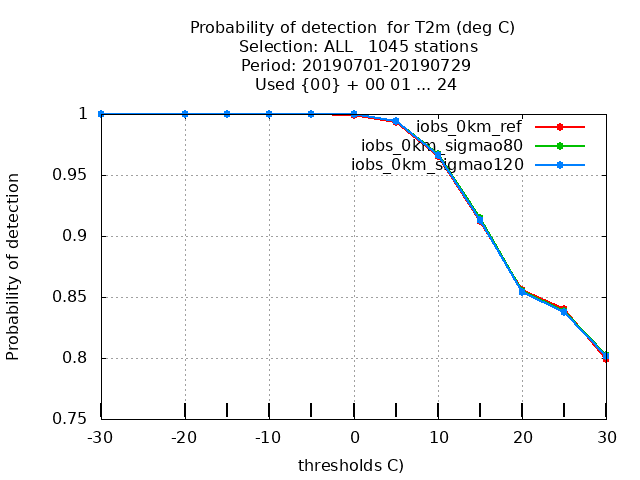 Probability of detection  for T2m (deg C)
Selection: ALL   1045 stations
Period: 20190701-20190729
Used {00} + 00 01 ... 24
iobs_0km_ref
iobs_0km_sigmao80
iobs_0km_sigmao120
Probability of detection
1
0.95
0.9
0.85
0.8
0.75
-30 -20 -10 0 10 20 30
thresholds C)